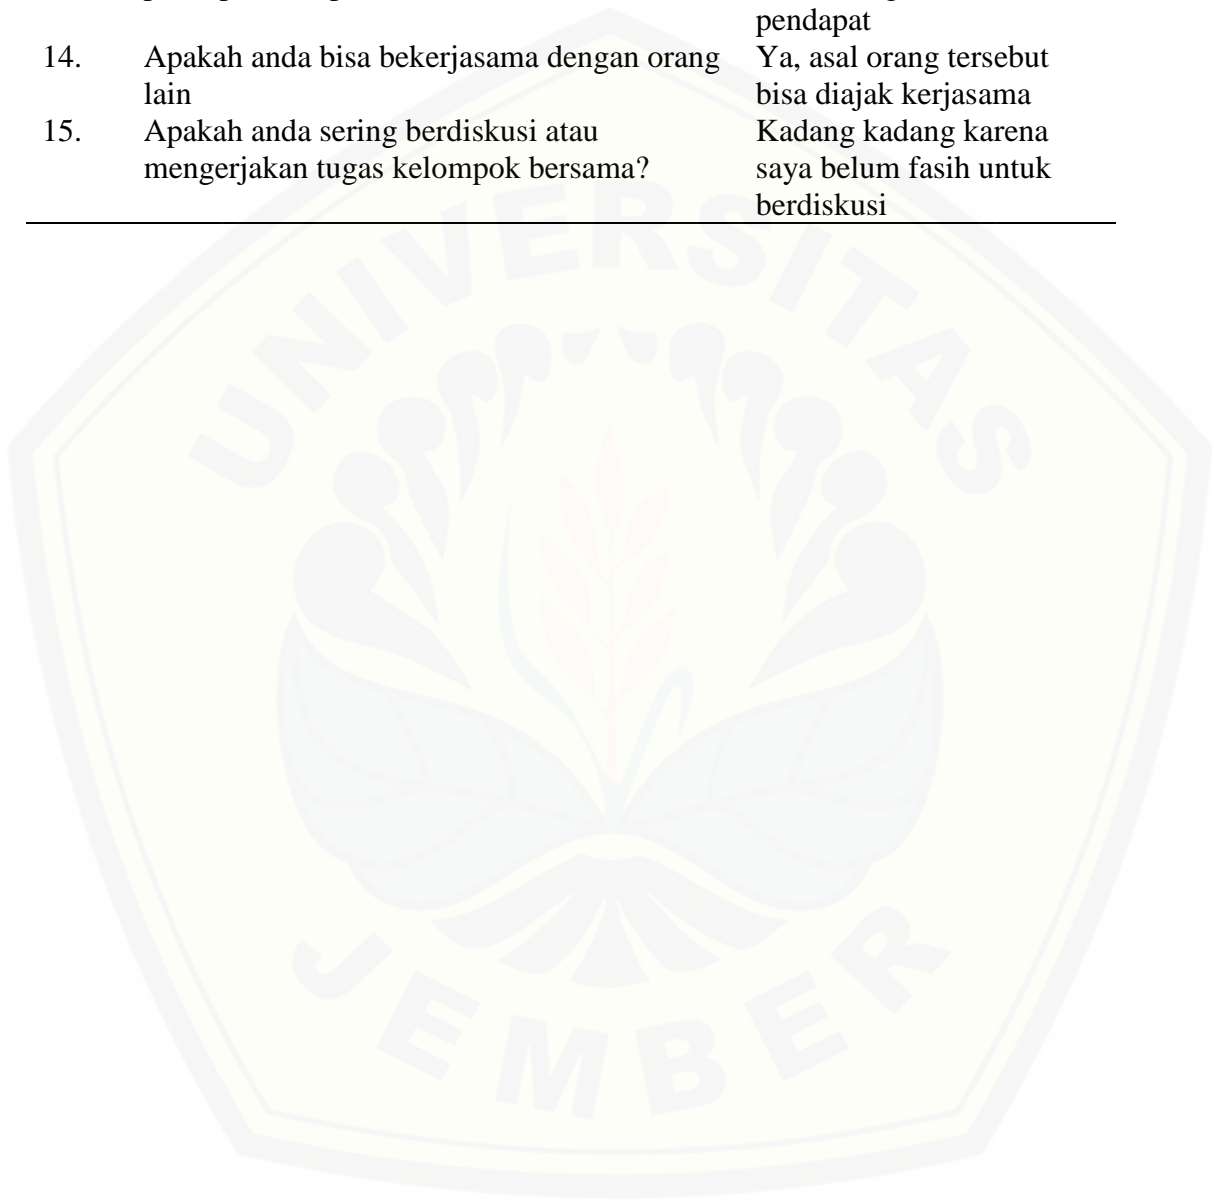 pendapat
14. Apakah anda bisa bekerjasama dengan orang Ya, asal orang tersebut
lain bisa diajak kerjasama
15. Apakah anda sering berdiskusi atau Kadang kadang karena
mengerjakan tugas kelompok bersama? saya belum fasih untuk
berdiskusi
UNIVERSITAS
JEMBER